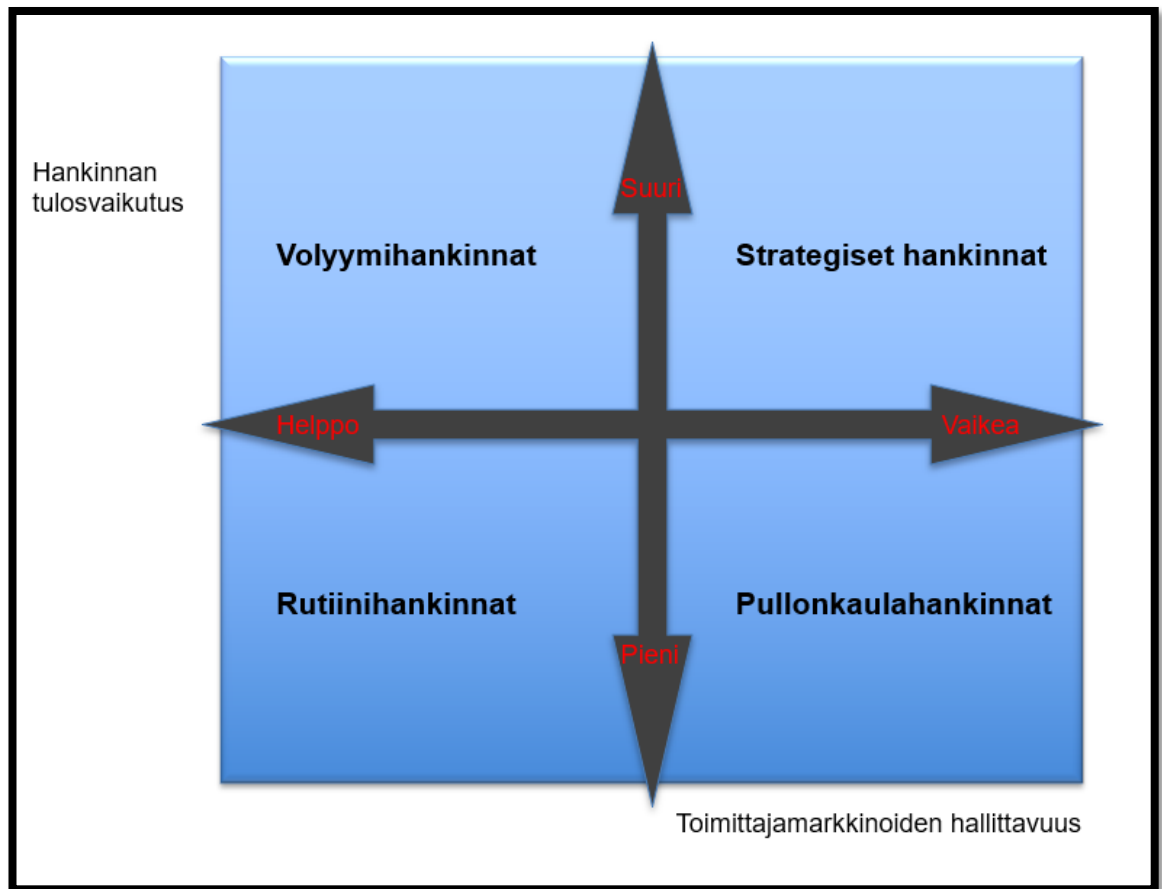 Hankinnan
tulosvaikutus
Suuri
Volyymihankinnat
Strategiset hankinnat
Helppo
Vaikea
Rutiinihankinnat
Pullonkaulahankinnat
Pieni
Toimittajamarkkinoiden hallittavuus